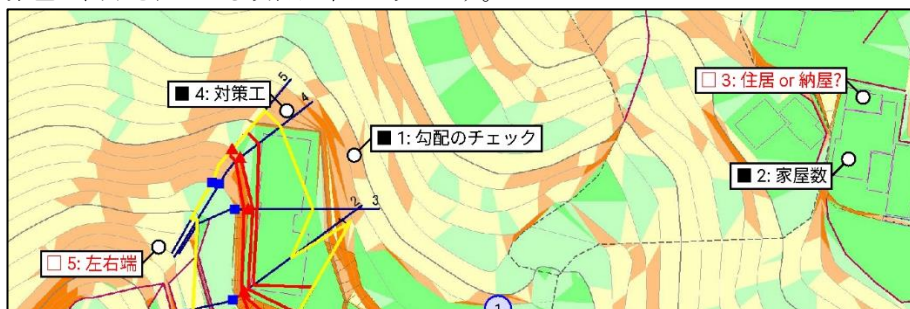 5
4
■ 4: 対策工
□ 3: 住居 or 納屋?
■ 1: 勾配のチェック
■ 2: 家屋数
2 3
□ 5: 左右端
1